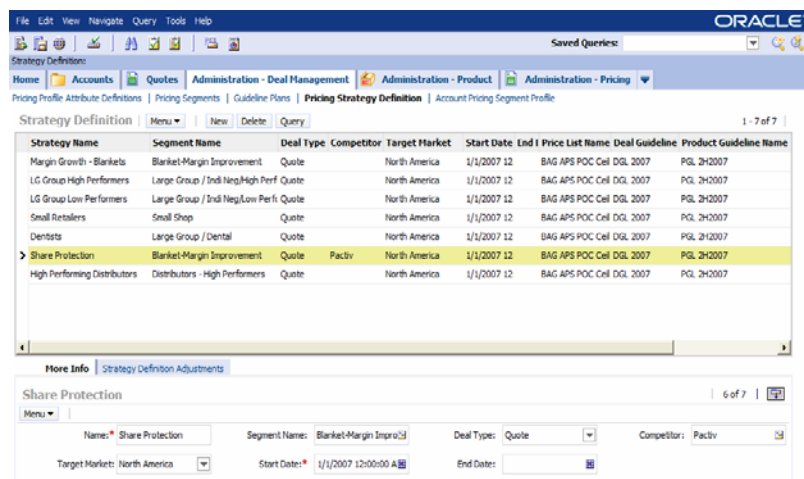 File Edit View Navigate Query Tools Help
ORACLE
Saved Queries:
Strategy Definition:
Home Accounts Quotes Administration - Deal Management Administration - Product Administration - Pricing
Pricing Profile Attribute Definitions | Pricing Segments | Guideline Plans | Pricing Strategy Definition | Account Pricing Segment Profile
Strategy Definition Menu New Delete Query 1 - 7 of 7
Strategy Name Segment Name Deal Type Competitor Target Market Start Date End I Price List Name Deal Guideline Product Guideline Name
Margin Growth - Blankets Blanket-Margin Improvement Quote North America 1/1/2007 12 BAG APS POC Ceil DGL 2007 PGL 2H2007
LG Group High Performers Large Group / Indi Neg/High Perf Quote North America 1/1/2007 12 BAG APS POC Ceil DGL 2007 PGL 2H2007
LG Group Low Performers Large Group / Indi Neg/Low Perfo Quote North America 1/1/2007 12 BAG APS POC Ceil DGL 2007 PGL 2H2007
Small Retailers Small Shop Quote North America 1/1/2007 12 BAG APS POC Ceil DGL 2007 PGL 2H2007
Dentists Large Group / Dental Quote North America 1/1/2007 12 BAG APS POC Ceil DGL 2007 PGL 2H2007
Share Protection Blanket-Margin Improvement Quote Pactiv North America 1/1/2007 12 BAG APS POC Ceil DGL 2007 PGL 2H2007
High Performing Distributors Distributors - High Performers Quote North America 1/1/2007 12 BAG APS POC Ceil DGL 2007 PGL 2H2007
More Info Strategy Definition Adjustments
Share Protection 6 of 7
Menu
Name:* Share Protection Segment Name: Blanket-Margin Impro Deal Type: Quote Competitor: Pactiv
Target Market: North America Start Date:* 1/1/2007 12:00:00 A End Date: